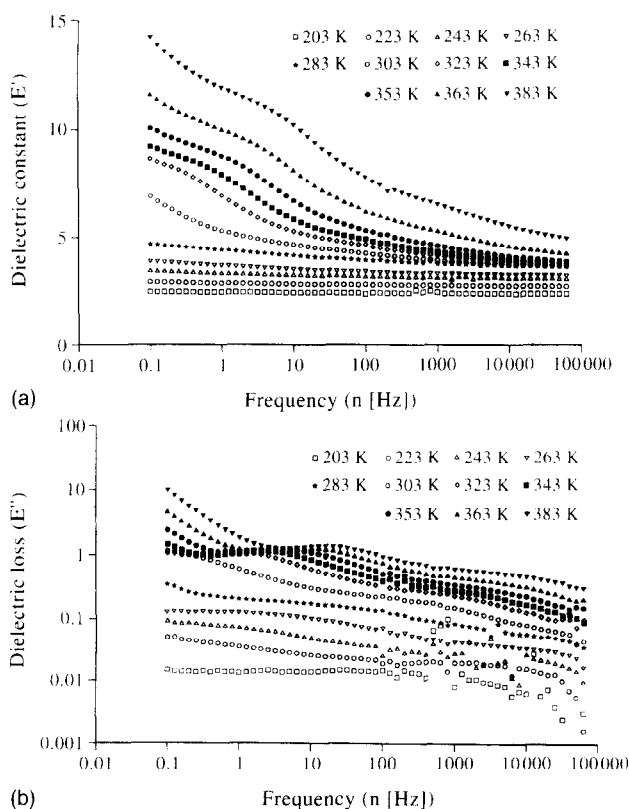 15
10
5
0
Dielectric constant (E')
203 K 223 K 243 K 263 K
283 K 303 K 323 K 343 K
353 K 363 K 383 K
0.01 0.1 1 10 100 1000 10000 100000
Frequency (n [Hz])
(a)
100
10
1
0.1
0.01
0.001
Dielectric loss (E")
203 K 223 K 243 K 263 K
283 K 303 K 323 K 343 K
353 K 363 K 383 K
0.01 0.1 1 10 100 1000 10000 100000
Frequency (n [Hz])
(b)